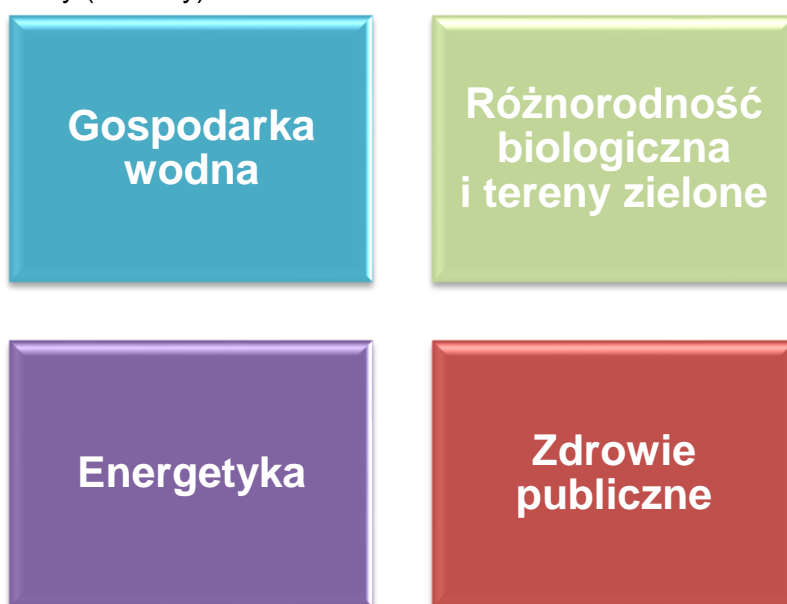 Gospodarka
wodna
Różnorodność
biologiczna
i tereny zielone
Energetyka
Zdrowie
publiczne